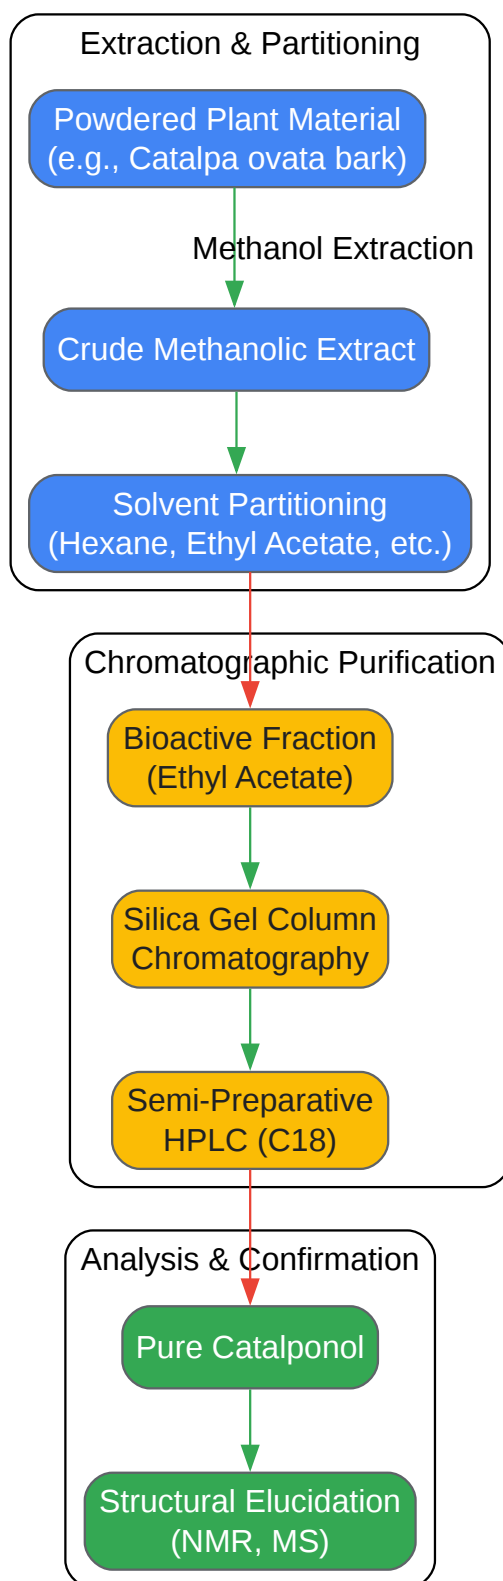 Extraction & Partitioning
Powdered Plant Material
(e.g., Catalpa ovata bark)
Methanol Extraction
Crude Methanolic Extract
Solvent Partitioning
(Hexane, Ethyl Acetate, etc.)
Chromatographic Purification
Bioactive Fraction
(Ethyl Acetate)
Silica Gel Column
Chromatography
Semi-Preparative
HPLC (C18)
Analysis & Confirmation
Pure Catalponol
Structural Elucidation
(NMR, MS)